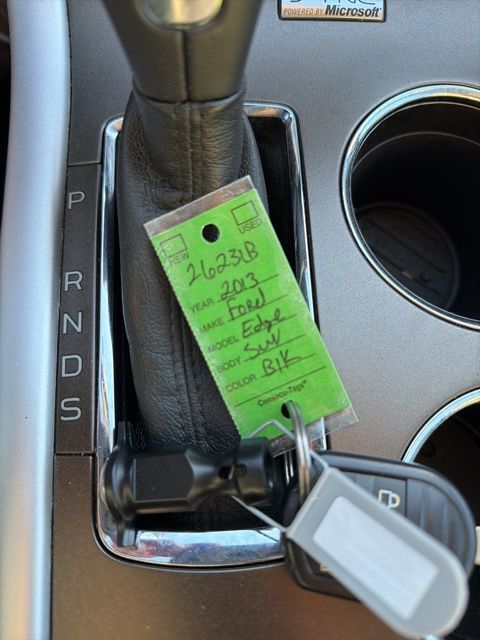 POWERED BY Microsoft
P
R
N
D
S
NEW
USED
26231B
YEAR 2013
MAKE Ford
MODEL Edge
BODY Suv
COLOR Blk